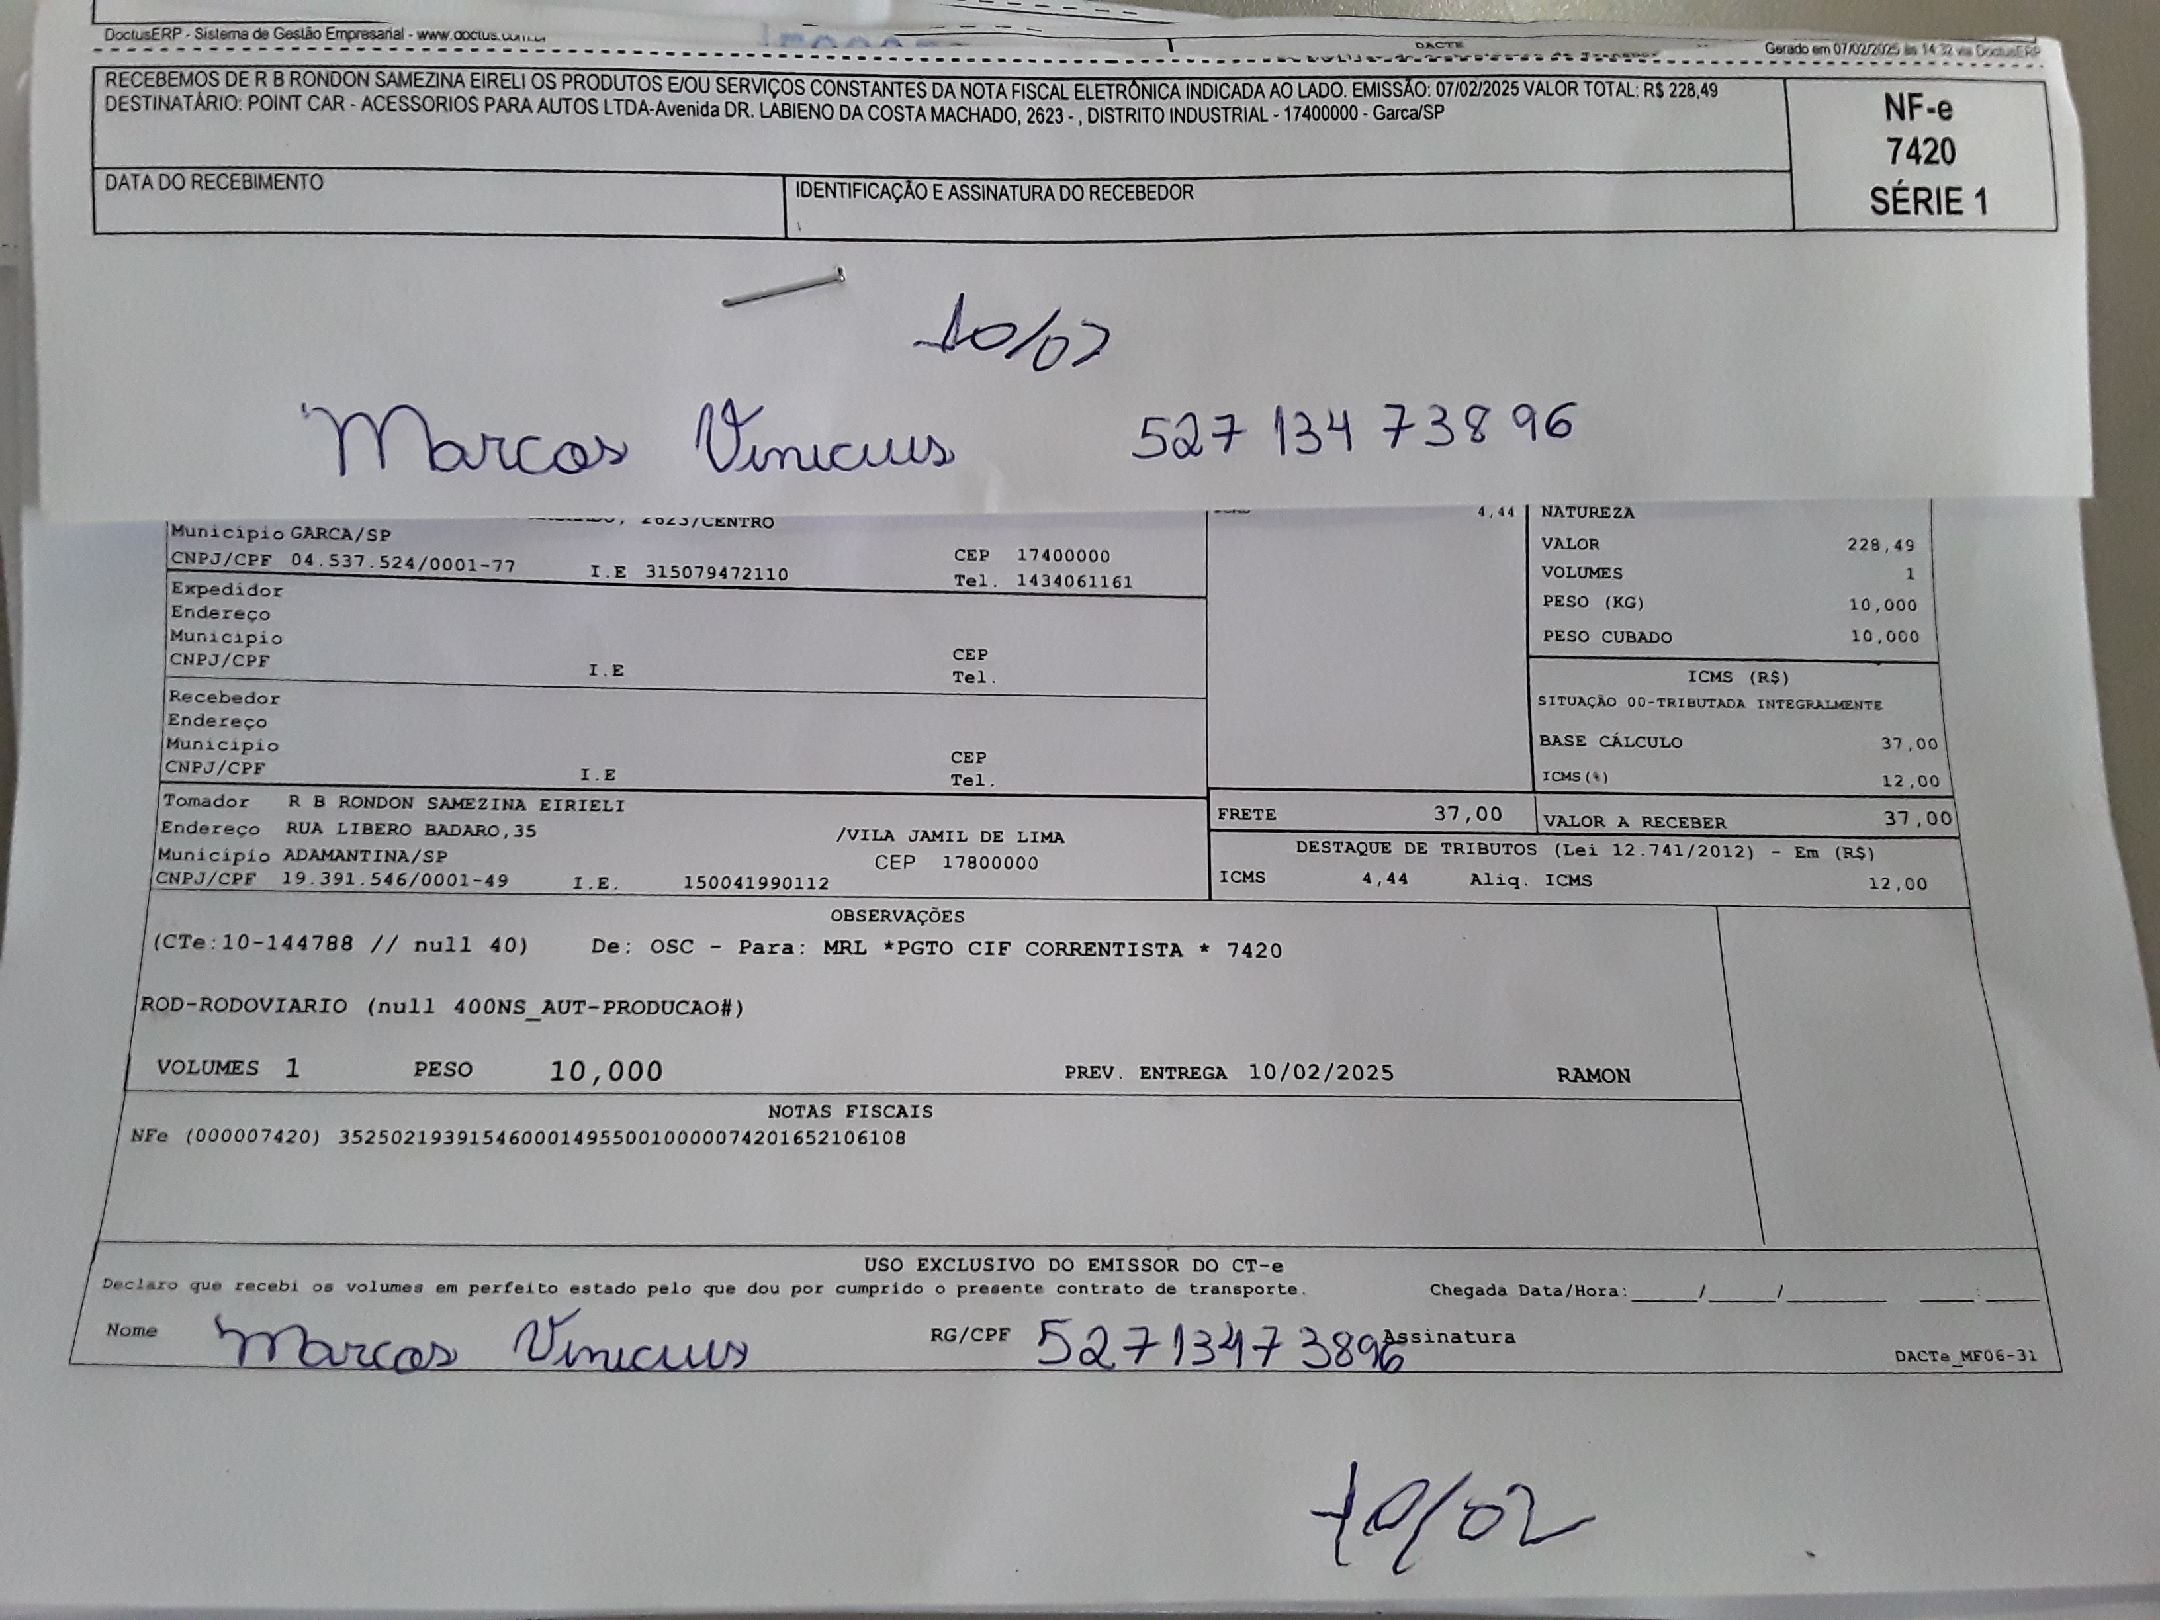 DoctusERP - Sistema de Gestão Empresarial - www.doctus.com.br
DACTE
Gerado em 07/02/2025 às 14:32 via DoctusERP
RECEBEMOS DE R B RONDON SAMEZINA EIRELI OS PRODUTOS E/OU SERVIÇOS CONSTANTES DA NOTA FISCAL ELETRÔNICA INDICADA AO LADO. EMISSÃO: 07/02/2025 VALOR TOTAL: R$ 228,49
DESTINATÁRIO: POINT CAR - ACESSORIOS PARA AUTOS LTDA-Avenida DR. LABIENO DA COSTA MACHADO, 2623 - , DISTRITO INDUSTRIAL - 17400000 - Garca/SP
NF-e
7420
SÉRIE 1
DATA DO RECEBIMENTO
IDENTIFICAÇÃO E ASSINATURA DO RECEBEDOR
10/02
Marcos Vinicius 527 134 738 96
2623/CENTRO
Município GARCA/SP
CNPJ/CPF 04.537.524/0001-77 I.E 315079472110
CEP 17400000
Tel. 1434061161
Expedidor
Endereço
Município
CNPJ/CPF I.E
CEP
Tel.
Recebedor
Endereço
Município
CNPJ/CPF I.E
CEP
Tel.
Tomador R B RONDON SAMEZINA EIRIELI
Endereço RUA LIBERO BADARO,35 /VILA JAMIL DE LIMA
Município ADAMANTINA/SP CEP 17800000
CNPJ/CPF 19.391.546/0001-49 I.E. 150041990112
4,44
NATUREZA
VALOR 228,49
VOLUMES 1
PESO (KG) 10,000
PESO CUBADO 10,000
ICMS (R$)
SITUAÇÃO 00-TRIBUTADA INTEGRALMENTE
BASE CÁLCULO 37,00
ICMS(%) 12,00
FRETE 37,00 VALOR A RECEBER 37,00
DESTAQUE DE TRIBUTOS (Lei 12.741/2012) - Em (R$)
ICMS 4,44 Aliq. ICMS 12,00
OBSERVAÇÕES
(CTe:10-144788 // null 40) De: OSC - Para: MRL *PGTO CIF CORRENTISTA * 7420
ROD-RODOVIARIO (null 400NS_AUT-PRODUCAO#)
VOLUMES 1 PESO 10,000 PREV. ENTREGA 10/02/2025 RAMON
NOTAS FISCAIS
NFe (000007420) 35250219391546000149550010000074201652106108
USO EXCLUSIVO DO EMISSOR DO CT-e
Declaro que recebi os volumes em perfeito estado pelo que dou por cumprido o presente contrato de transporte. Chegada Data/Hora:_____/_____/_______ ____:____
Nome Marcos Vinicius RG/CPF 52713473896 Assinatura
DACTe_MF06-31
10/02